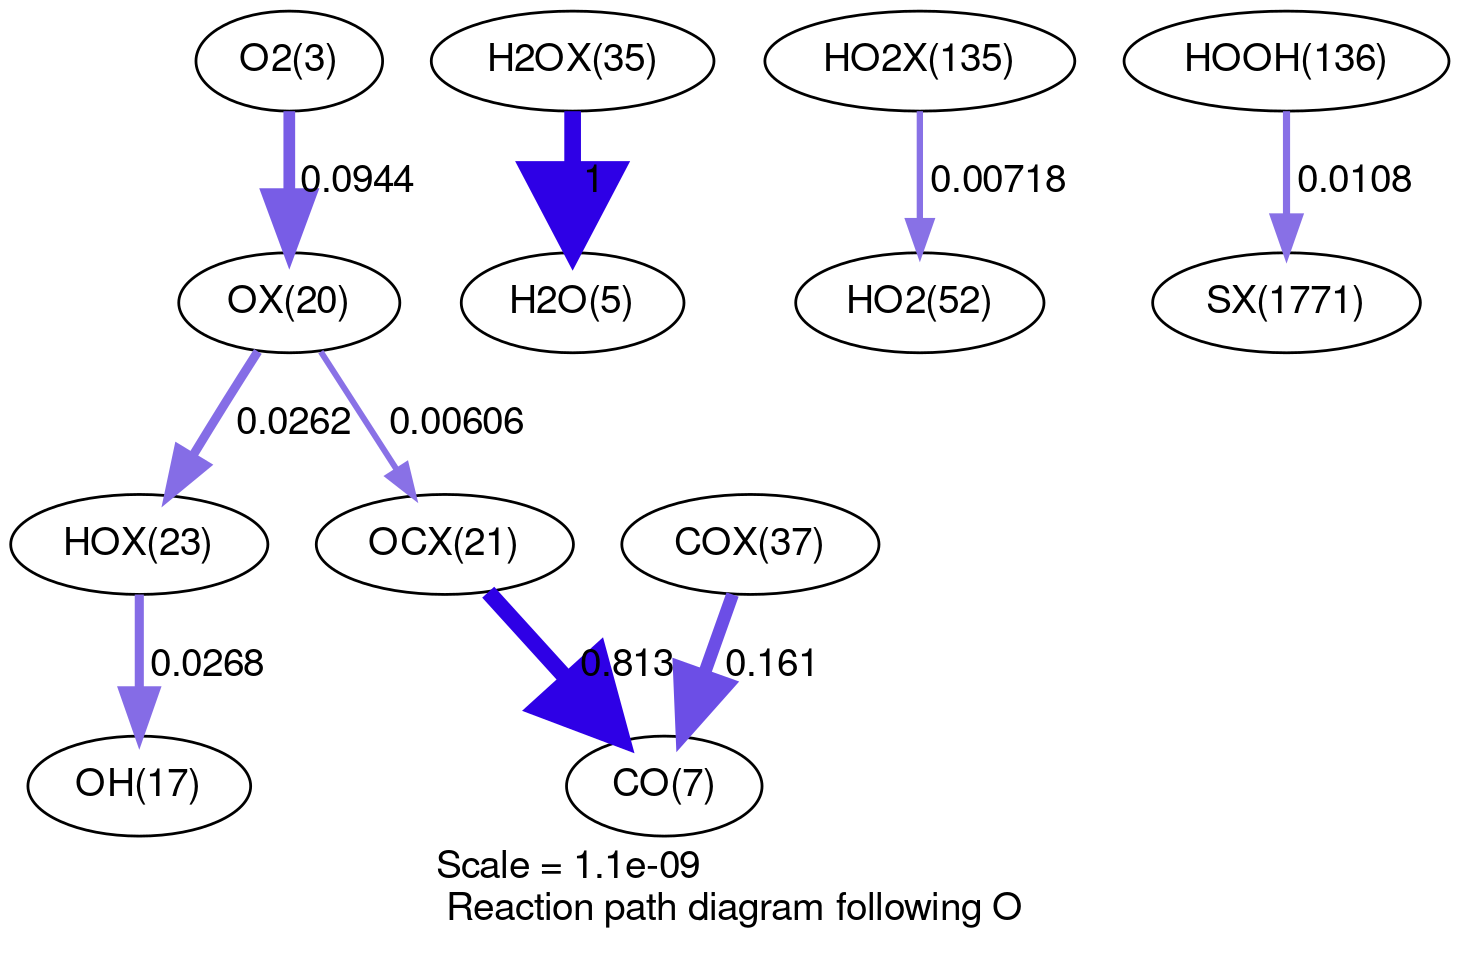 O2(3)
H2OX(35)
HO2X(135)
HOOH(136)
0.0944
1
0.00718
0.0108
OX(20)
H2O(5)
HO2(52)
SX(1771)
0.0262
0.00606
HOX(23)
OCX(21)
COX(37)
0.0268
0.813
0.161
OH(17)
CO(7)
Scale = 1.1e-09
Reaction path diagram following O